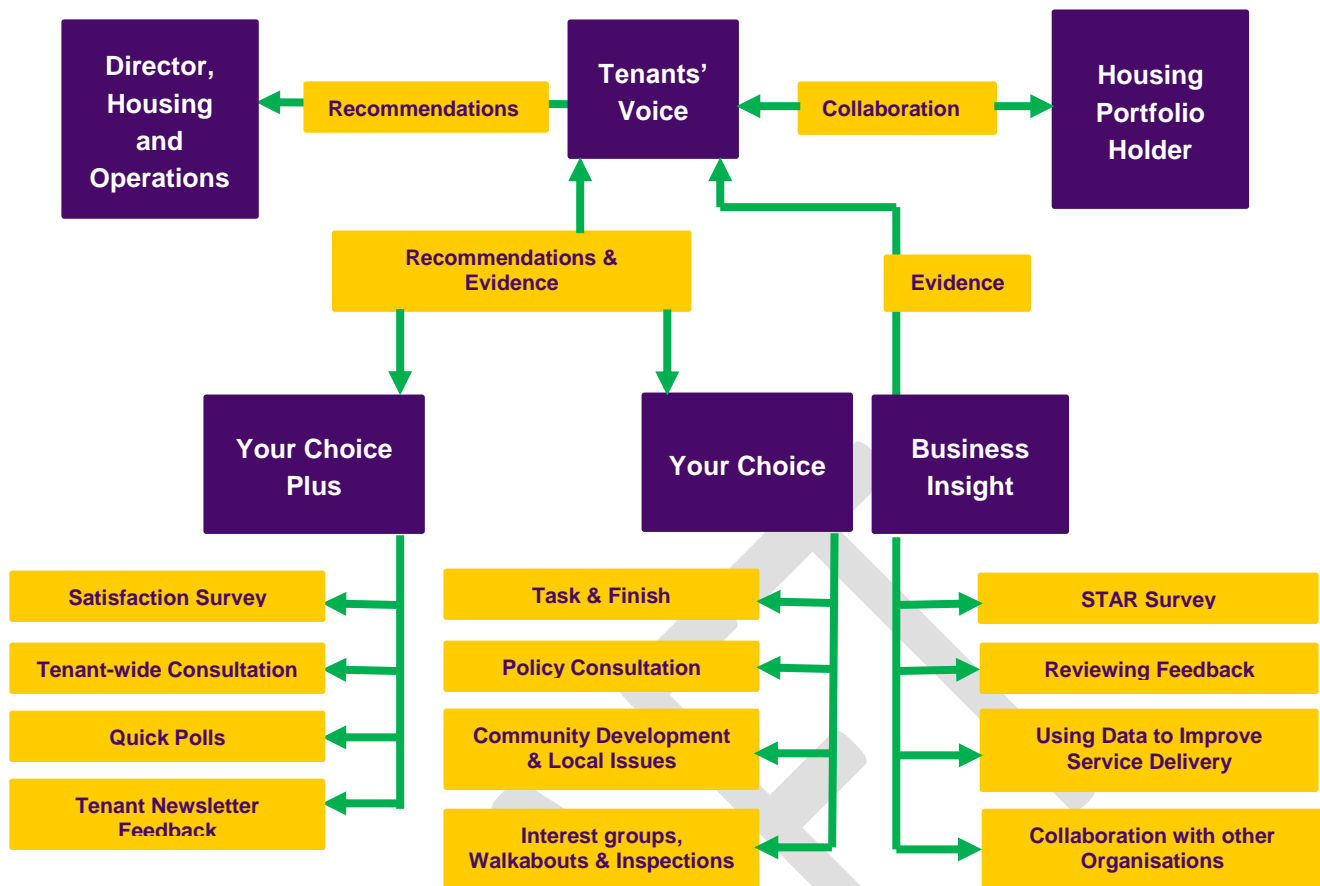 Director,
Housing
and
Operations
Recommendations
Tenants'
Voice
Collaboration
Housing
Portfolio
Holder
Recommendations &
Evidence
Evidence
Your Choice
Plus
Your Choice
Business
Insight
Satisfaction Survey
Tenant-wide Consultation
Quick Polls
Tenant Newsletter
Feedback
Task & Finish
Policy Consultation
Community Development
& Local Issues
Interest groups,
Walkabouts & Inspections
STAR Survey
Reviewing Feedback
Using Data to Improve
Service Delivery
Collaboration with other
Organisations